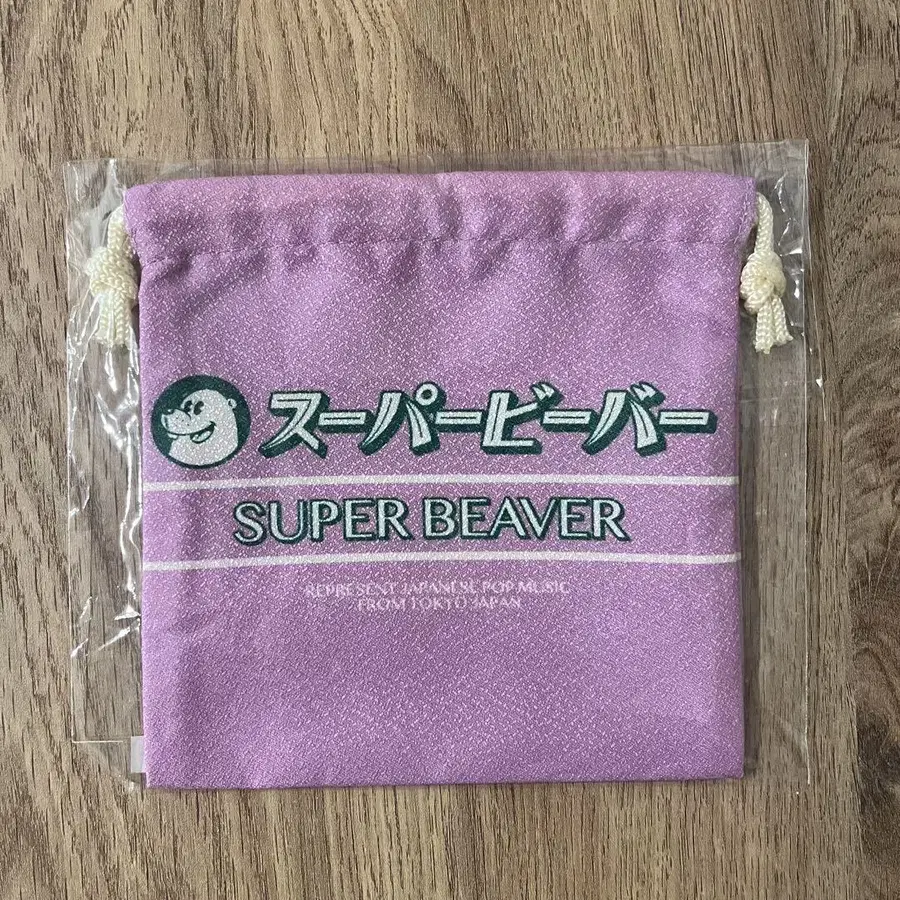 スーパービーバー
SUPER BEAVER
REPRESENT JAPANESE POP MUSIC
FROM TOKYO JAPAN